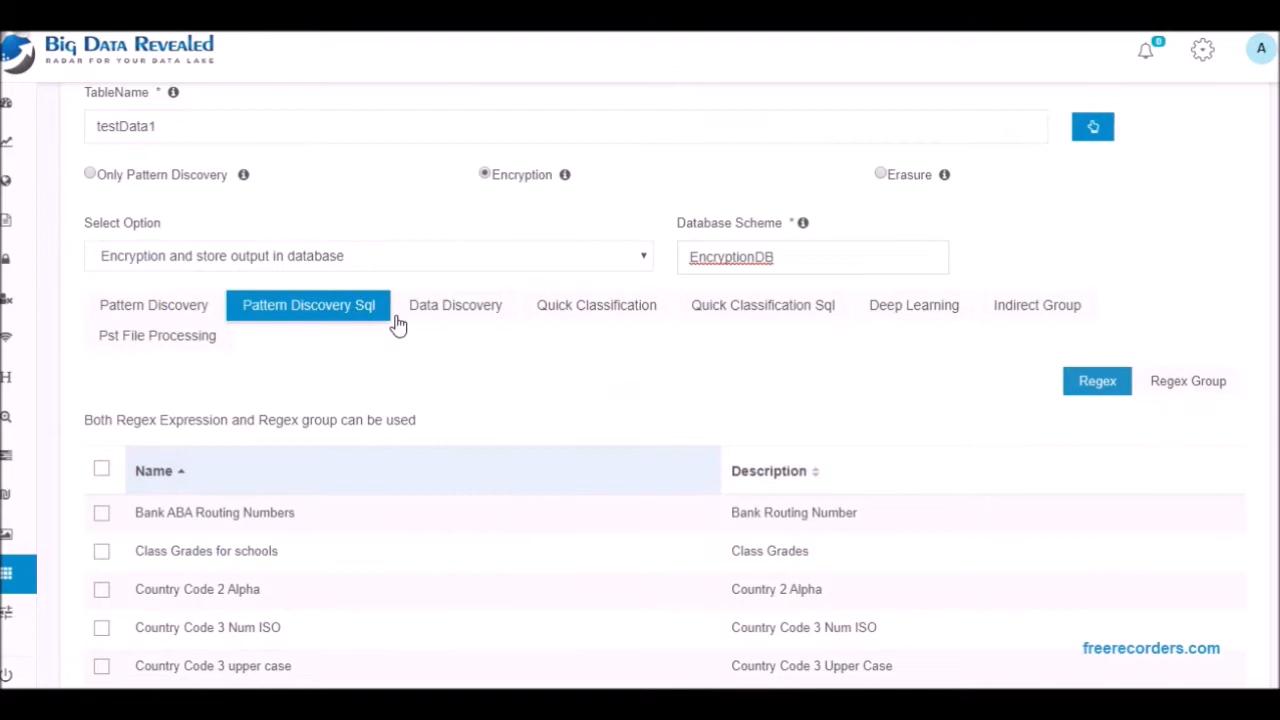 Big Data Revealed
RADAR FOR YOUR DATA LAKE
A
TableName *
testData1
Only Pattern Discovery Encryption Erasure
Select Option Database Scheme *
Encryption and store output in database EncryptionDB
Pattern Discovery Pattern Discovery Sql Data Discovery Quick Classification Quick Classification Sql Deep Learning Indirect Group
Pst File Processing
Regex Regex Group
Both Regex Expression and Regex group can be used
Name Description
Bank ABA Routing Numbers Bank Routing Number
Class Grades for schools Class Grades
Country Code 2 Alpha Country 2 Alpha
Country Code 3 Num ISO Country Code 3 Num ISO
Country Code 3 upper case Country Code 3 Upper Case
freerecorders.com